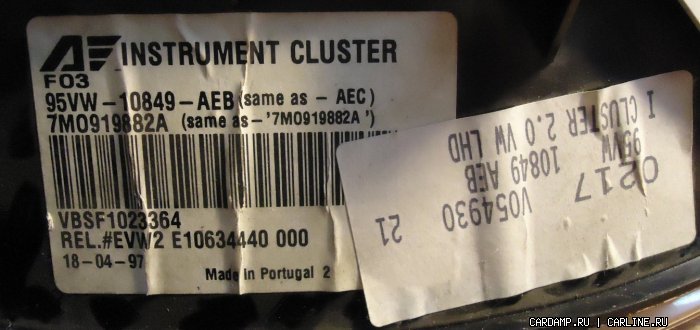 AF INSTRUMENT CLUSTER
F03
95VW-10849-AEB (same as - AEC)
7M0919882A (same as-'7M0919882A')
VBSF1023364
REL.#EVW2 E10634440 000
18-04-97
Made in Portugal 2
I CLUSTER 2.0 VW LHD
95VW 10849 AEB
0217 V054930 21
CARDAMP.RU | CARLINE.RU